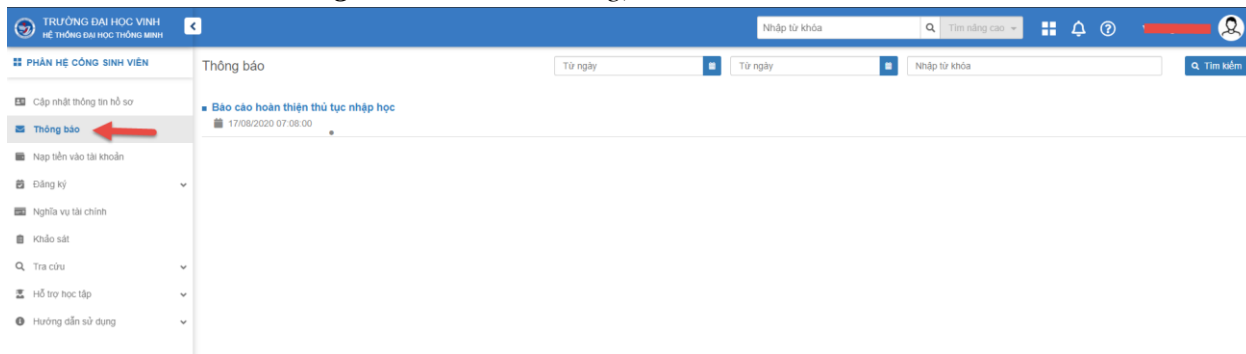 TRƯỜNG ĐẠI HỌC VINH
HỆ THỐNG ĐẠI HỌC THÔNG MINH
Nhập từ khóa
Tìm nâng cao
PHÂN HỆ CỔNG SINH VIÊN
Thông báo
Từ ngày
Từ ngày
Nhập từ khóa
Tìm kiếm
Cập nhật thông tin hồ sơ
Báo cáo hoàn thiện thủ tục nhập học
17/08/2020 07:08:00
Thông báo
Nạp tiền vào tài khoản
Đăng ký
Nghĩa vụ tài chính
Khảo sát
Tra cứu
Hỗ trợ học tập
Hướng dẫn sử dụng